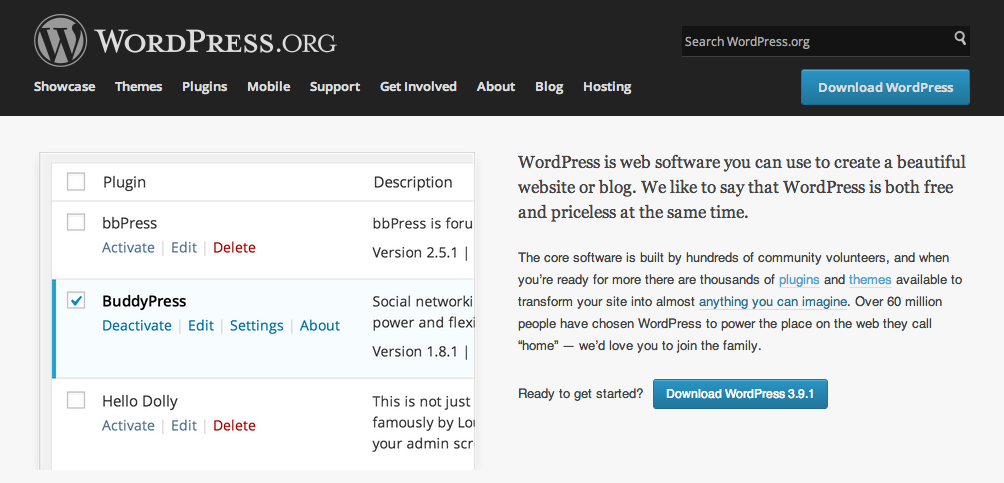 WORDPRESS.ORG
Search WordPress.org
Showcase Themes Plugins Mobile Support Get Involved About Blog Hosting
Download WordPress
Plugin Description
bbPress bbPress is foru
Activate | Edit | Delete
Version 2.5.1 |
BuddyPress Social networki
Deactivate | Edit | Settings | About power and flexi
Version 1.8.1 |
Hello Dolly This is not just
Activate | Edit | Delete famously by Lou
your admin scr
WordPress is web software you can use to create a beautiful
website or blog. We like to say that WordPress is both free
and priceless at the same time.
The core software is built by hundreds of community volunteers, and when
you’re ready for more there are thousands of plugins and themes available to
transform your site into almost anything you can imagine. Over 60 million
people have chosen WordPress to power the place on the web they call
“home” — we’d love you to join the family.
Ready to get started? Download WordPress 3.9.1